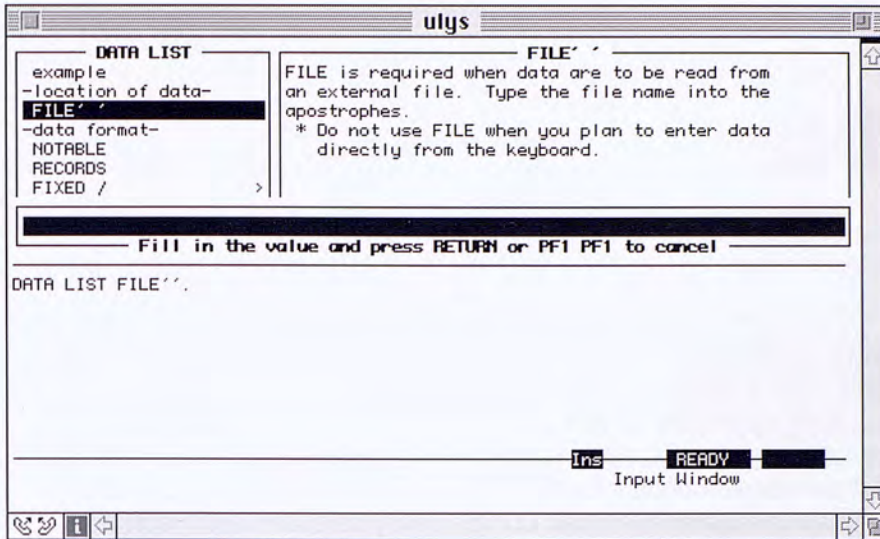 ulys
DATA LIST
example
-location of data-
FILE´ ´
-data format-
NOTABLE
RECORDS
FIXED / >
FILE´ ´
FILE is required when data are to be read from
an external file. Type the file name into the
apostrophes.
* Do not use FILE when you plan to enter data
directly from the keyboard.
Fill in the value and press RETURN or PF1 PF1 to cancel
DATA LIST FILE´´.
Ins READY
Input Window